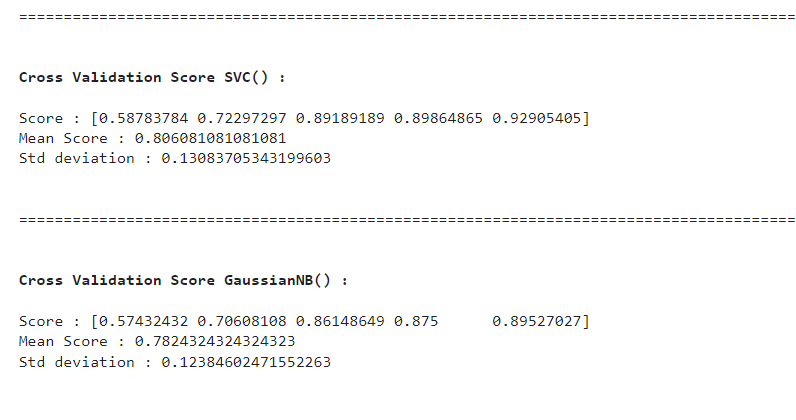 ========================================================================================
Cross Validation Score SVC() :
Score : [0.58783784 0.72297297 0.89189189 0.89864865 0.92905405]
Mean Score : 0.806081081081081
Std deviation : 0.13083705343199603
========================================================================================
Cross Validation Score GaussianNB() :
Score : [0.57432432 0.70608108 0.86148649 0.875      0.89527027]
Mean Score : 0.7824324324324323
Std deviation : 0.12384602471552263